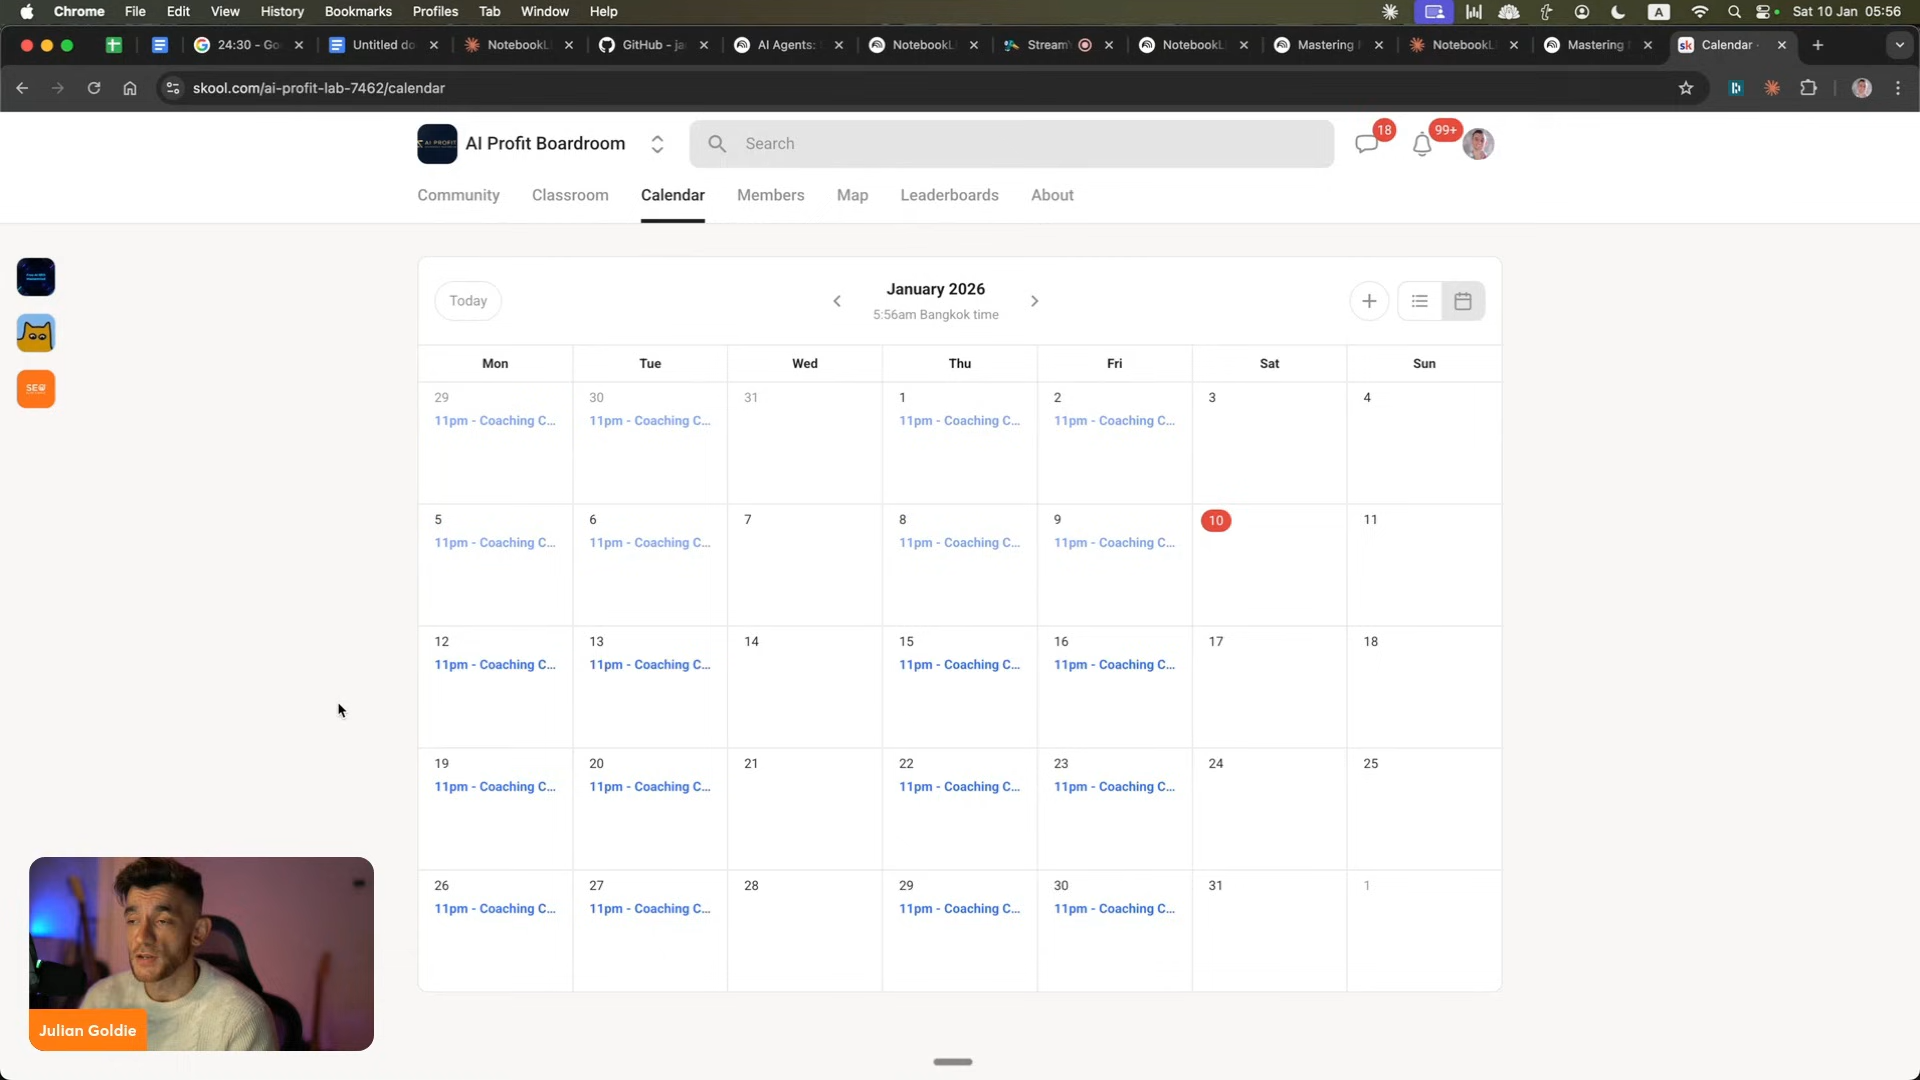 Chrome File Edit View History Bookmarks Profiles Tab Window Help A Sat 10 Jan 05:56
24:30 - Go Untitled do NotebookL GitHub - ja AI Agents: NotebookL Stream NotebookL Mastering NotebookL Mastering sk Calendar
skool.com/ai-profit-lab-7462/calendar
AI PROFIT AI Profit Boardroom Search 18 99+
Community Classroom Calendar Members Map Leaderboards About
Today January 2026
5:56am Bangkok time
Mon Tue Wed Thu Fri Sat Sun
29 30 31 1 2 3 4
11pm - Coaching C... 11pm - Coaching C... 11pm - Coaching C... 11pm - Coaching C...
5 6 7 8 9 10 11
11pm - Coaching C... 11pm - Coaching C... 11pm - Coaching C... 11pm - Coaching C...
12 13 14 15 16 17 18
11pm - Coaching C... 11pm - Coaching C... 11pm - Coaching C... 11pm - Coaching C...
19 20 21 22 23 24 25
11pm - Coaching C... 11pm - Coaching C... 11pm - Coaching C... 11pm - Coaching C...
26 27 28 29 30 31 1
11pm - Coaching C... 11pm - Coaching C... 11pm - Coaching C... 11pm - Coaching C...
SEO
Julian Goldie